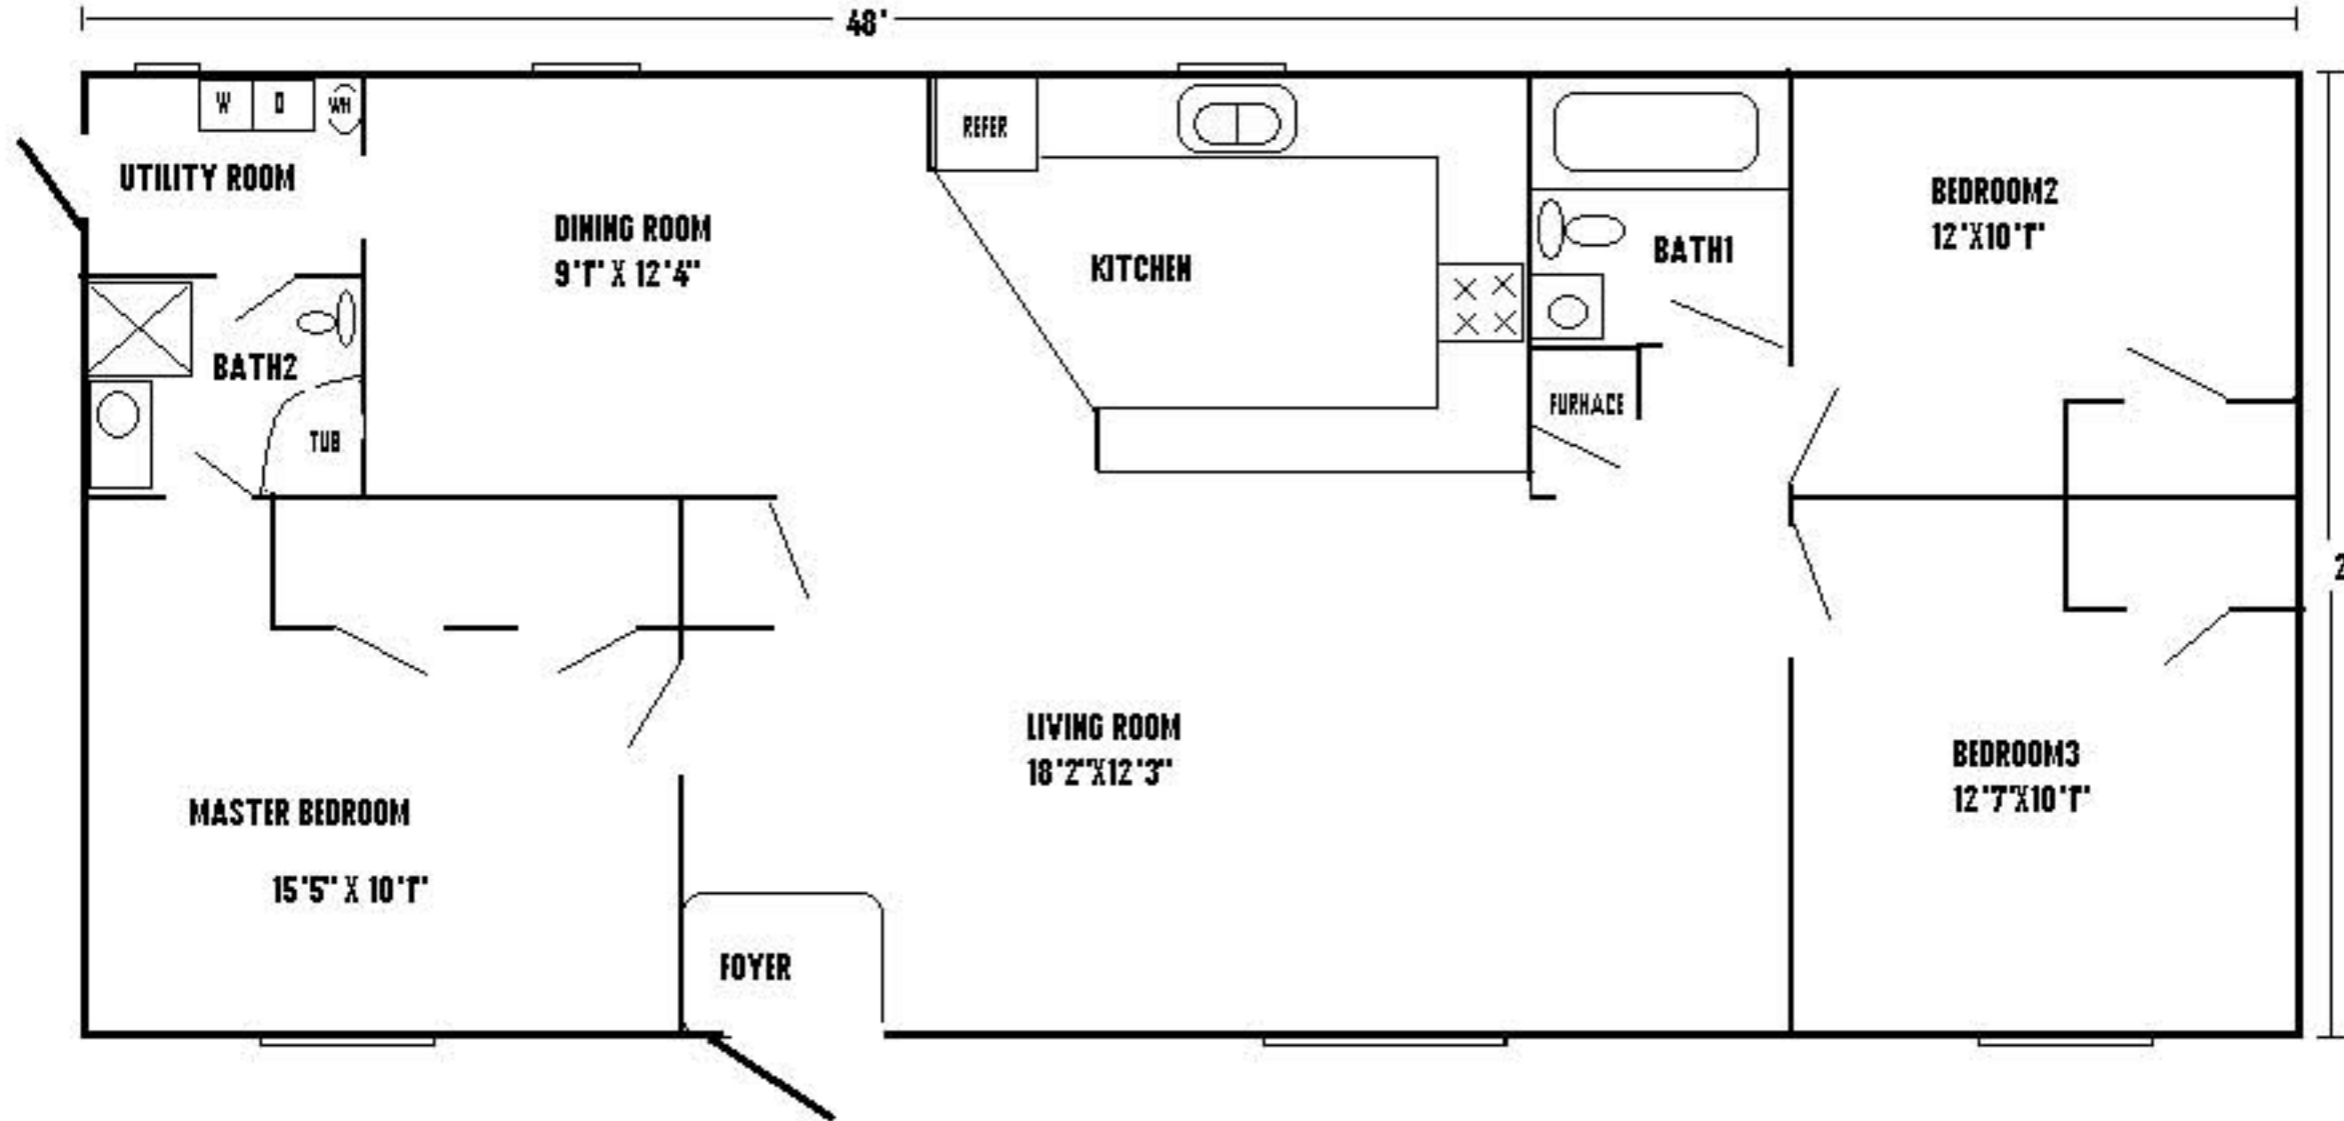 48'
W D WH
REFER
UTILITY ROOM
DINING ROOM
9'1" X 12'4"
KITCHEN
BATH1
BEDROOM2
12'X10'1"
BATH2
TUB
FURNACE
LIVING ROOM
18'2"X12'3"
BEDROOM3
12'7"X10'1"
MASTER BEDROOM
15'5" X 10'1"
FOYER